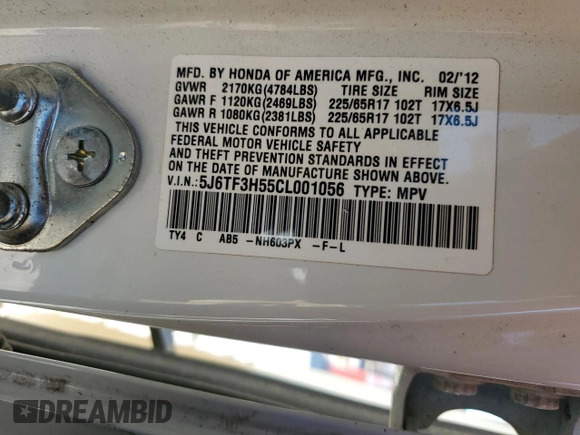 MFD. BY HONDA OF AMERICA MFG., INC. 02/'12
GVWR 2170KG(4784LBS) TIRE SIZE RIM SIZE
GAWR F 1120KG(2469LBS) 225/65R17 102T 17X6.5J
GAWR R 1080KG(2381LBS) 225/65R17 102T 17X6.5J
THIS VEHICLE CONFORMS TO ALL APPLICABLE
FEDERAL MOTOR VEHICLE SAFETY
AND THEFT PREVENTION STANDARDS IN EFFECT
ON THE DATE OF MANUFACTURE SHOWN ABOVE.
V.I.N.:5J6TF3H55CL001056 TYPE: MPV
TY4 C AB5 -NH603PX -F-L
DREAMBID